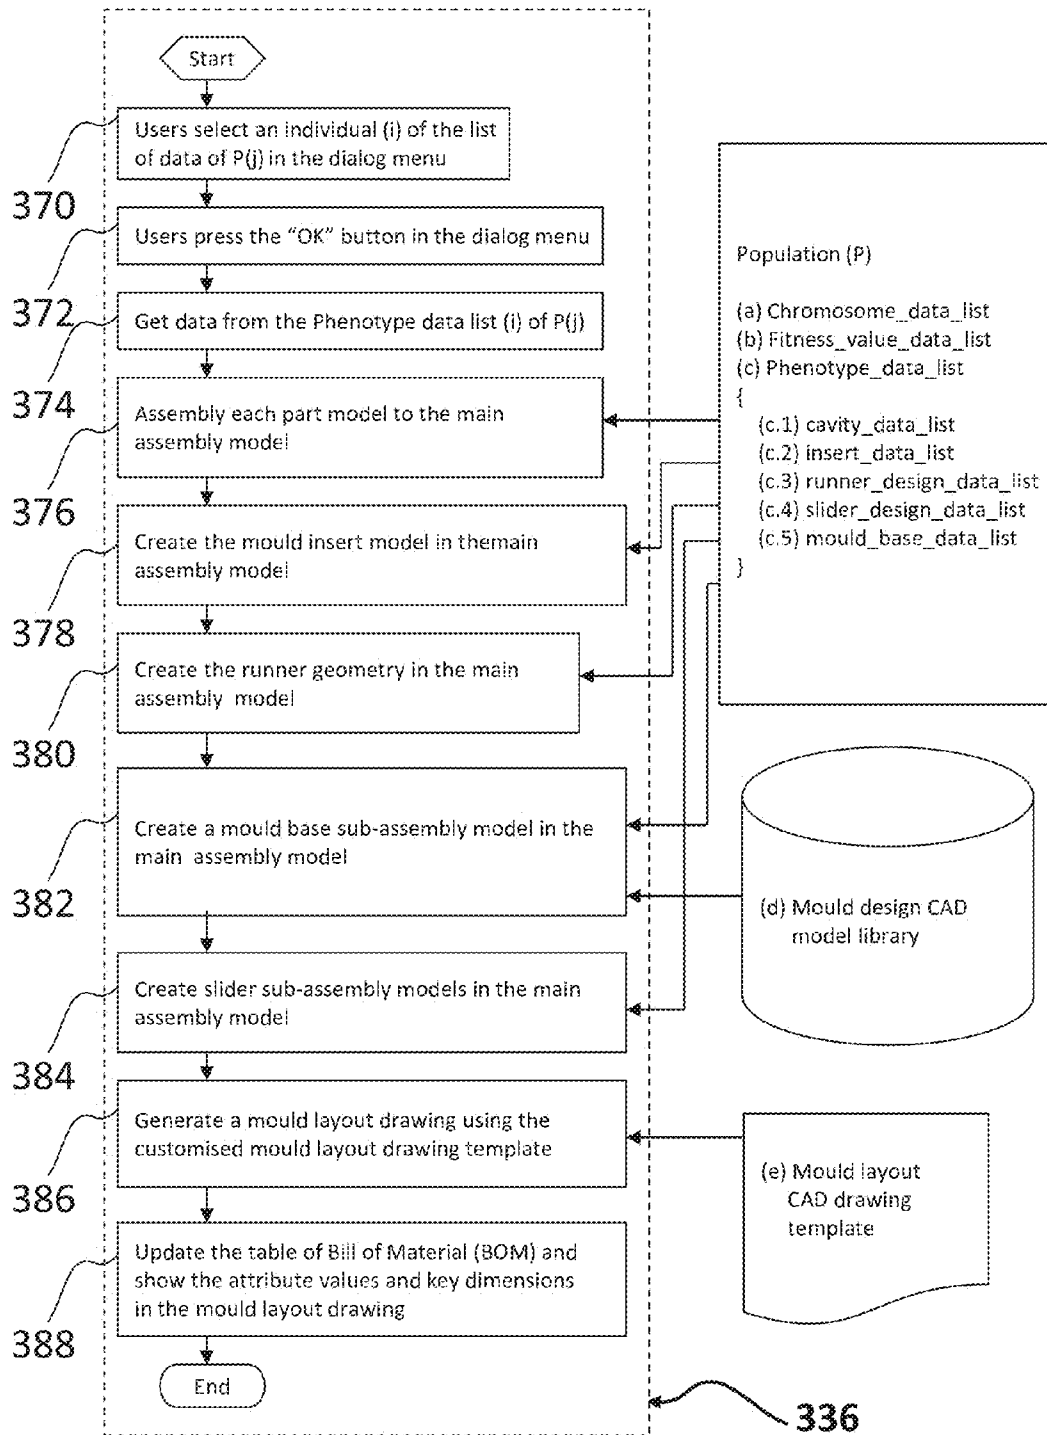 Start
Users select an individual (i) of the list
of data of P(j) in the dialog menu
370
Users press the “OK” button in the dialog menu
372
Get data from the Phenotype data list (i) of P(j)
374
Assembly each part model to the main
assembly model
376
Create the mould insert model in themain
assembly model
378
Create the runner geometry in the main
assembly model
380
Create a mould base sub-assembly model in the
main assembly model
382
Create slider sub-assembly models in the main
assembly model
384
Generate a mould layout drawing using the
customised mould layout drawing template
386
Update the table of Bill of Material (BOM) and
show the attribute values and key dimensions
in the mould layout drawing
388
End
Population (P)
(a) Chromosome_data_list
(b) Fitness_value_data_list
(c) Phenotype_data_list
{
(c.1) cavity_data_list
(c.2) insert_data_list
(c.3) runner_design_data_list
(c.4) slider_design_data_list
(c.5) mould_base_data_list
}
(d) Mould design CAD
model library
(e) Mould layout
CAD drawing
template
336